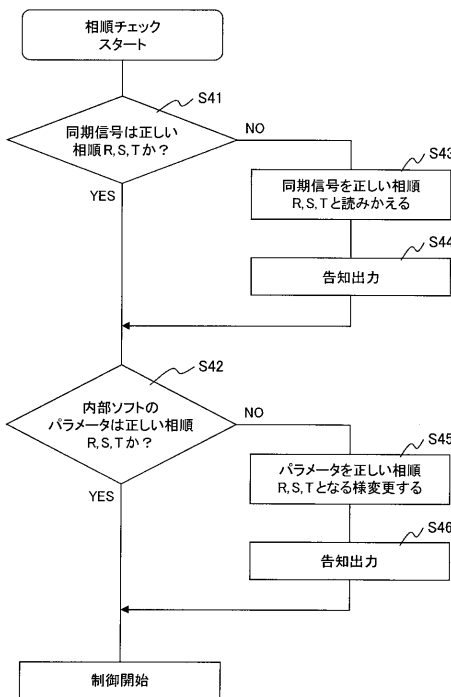 相順チェック
スタート
S41
同期信号は正しい
相順R,S,Tか？
NO
YES
S43
同期信号を正しい相順
R,S,Tと読みかえる
S44
告知出力
S42
内部ソフトの
パラメータは正しい相順
R,S,Tか？
NO
YES
S45
パラメータを正しい相順
R,S,Tとなる様変更する
S46
告知出力
制御開始